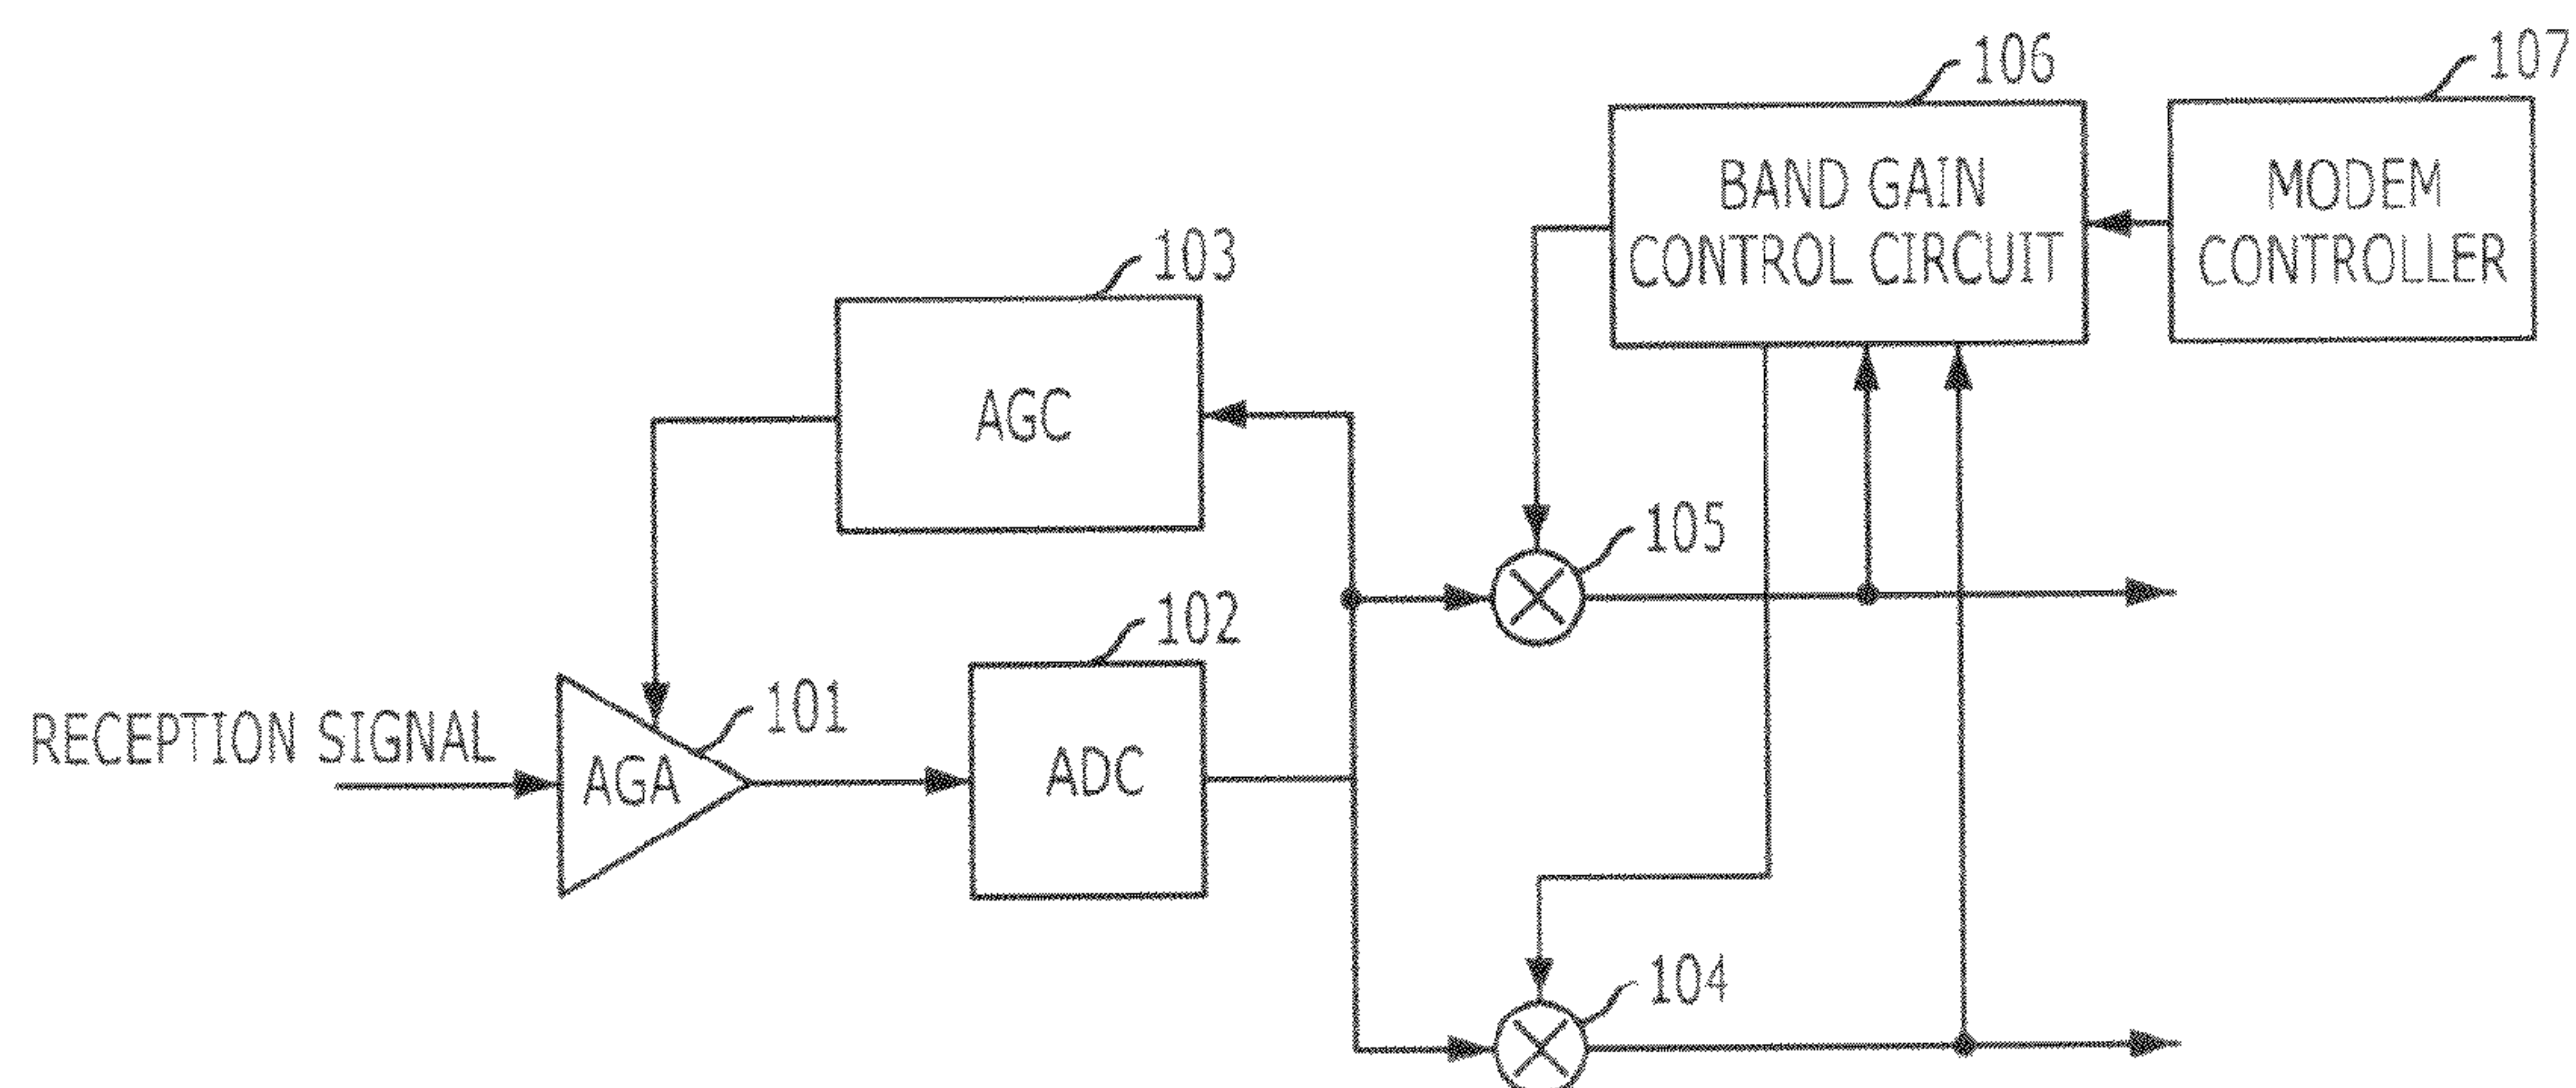 106
107
BAND GAIN
CONTROL CIRCUIT
MODEM
CONTROLLER
103
AGC
105
102
101
RECEPTION SIGNAL
AGA
ADC
104